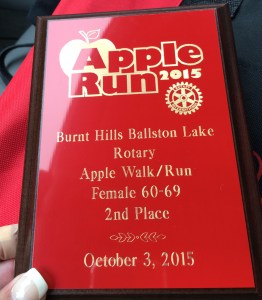 Apple
Run 2015
Burnt Hills Ballston Lake
Rotary
Apple Walk/Run
Female 60-69
2nd Place
October 3, 2015